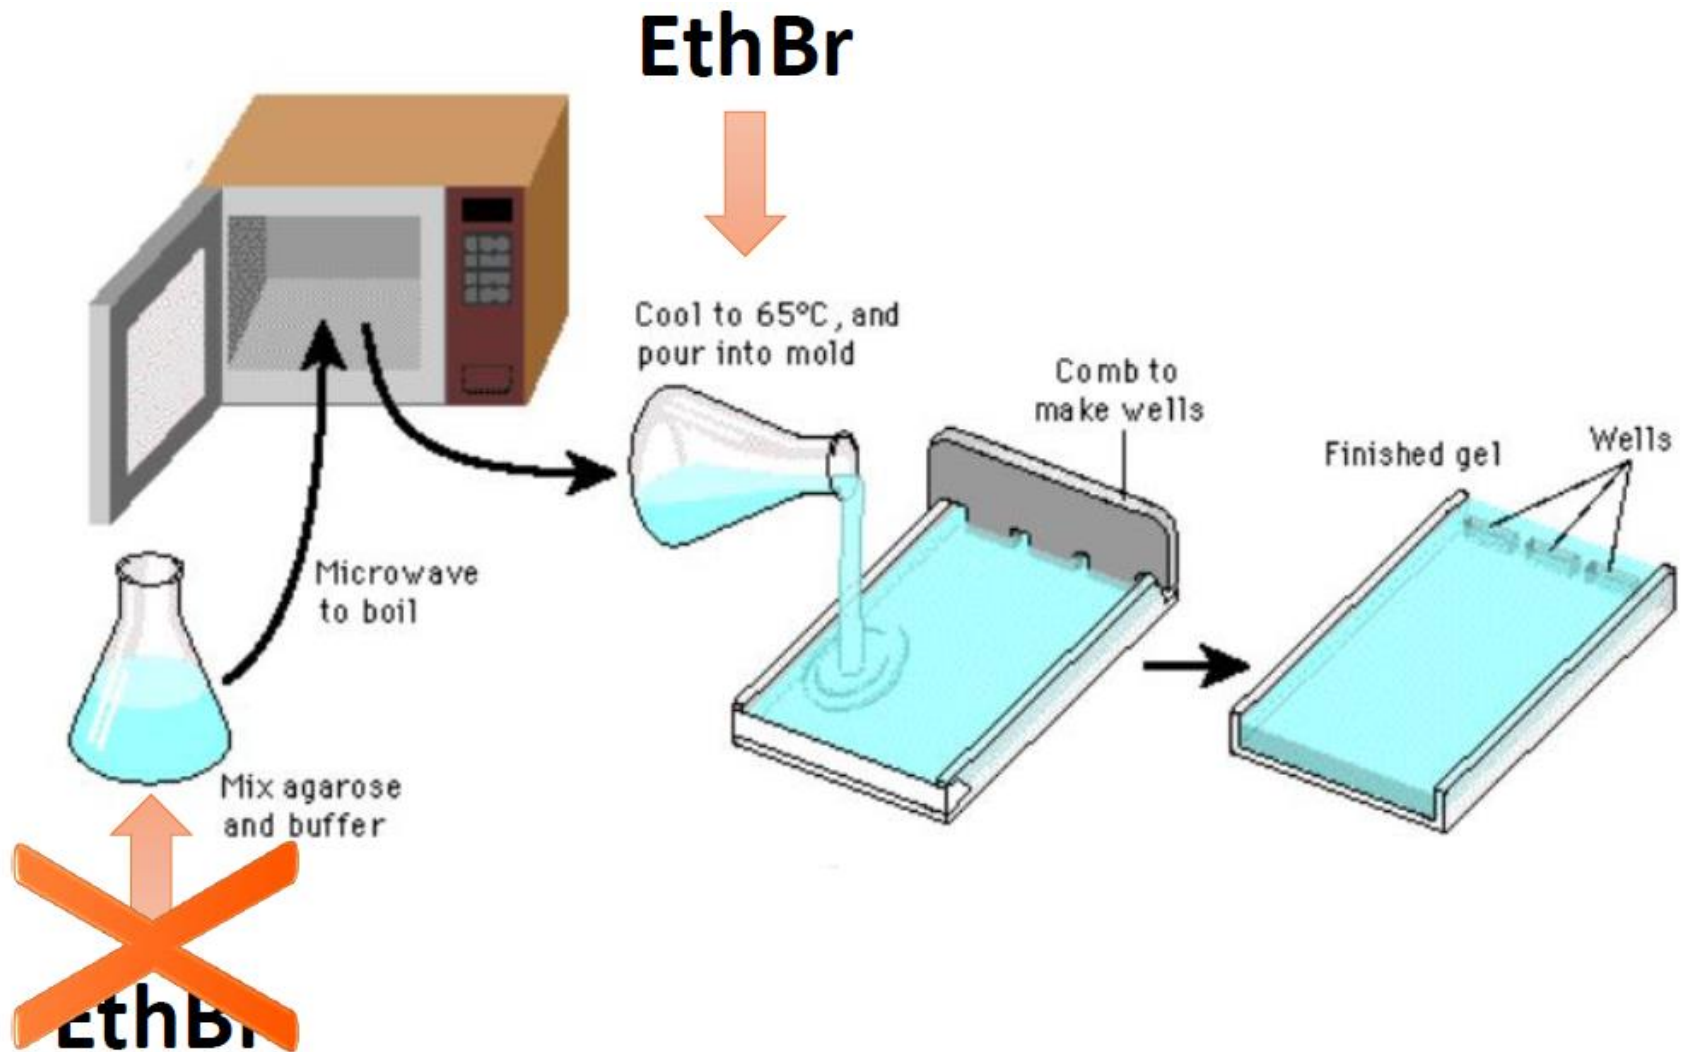 EthBr
Cool to 65°C, and
pour into mold
Comb to
make wells
Finished gel
Wells
Microwave
to boil
Mix agarose
and buffer
EthBr